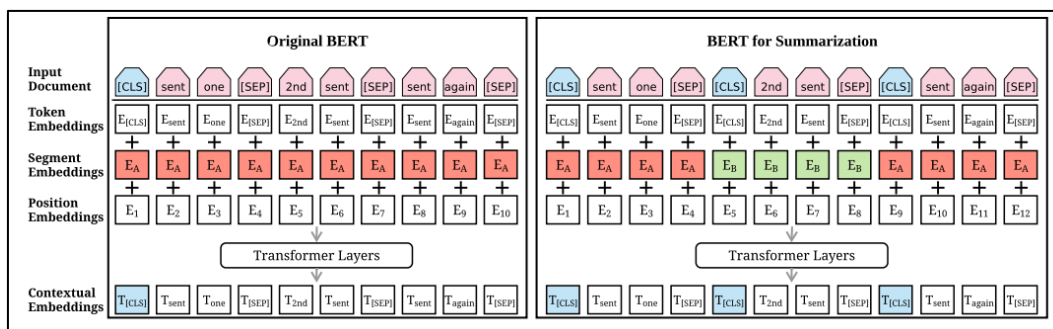 Original BERT
BERT for Summarization
Input Document [CLS] sent one [SEP] 2nd sent [SEP] sent again [SEP] [CLS] sent one [SEP] [CLS] 2nd sent [SEP] [CLS] sent again [SEP]
Token Embeddings E[CLS] Esent Eone E[SEP] E2nd Esent E[SEP] Esent Eagain E[SEP] E[CLS] Esent Eone E[SEP] E[CLS] E2nd Esent E[SEP] E[CLS] Esent Eagain E[SEP]
+ + + + + + + + + + + + + + + + + + + + + +
Segment Embeddings EA EA EA EA EA EA EA EA EA EA EA EA EA EA EB EB EB EB EA EA EA EA
+ + + + + + + + + + + + + + + + + + + + + +
Position Embeddings E1 E2 E3 E4 E5 E6 E7 E8 E9 E10 E1 E2 E3 E4 E5 E6 E7 E8 E9 E10 E11 E12
Transformer Layers
Transformer Layers
Contextual Embeddings T[CLS] Tsent Tone T[SEP] T2nd Tsent T[SEP] Tsent Tagain T[SEP] T[CLS] Tsent Tone T[SEP] T[CLS] T2nd Tsent T[SEP] T[CLS] Tsent Tagain T[SEP]